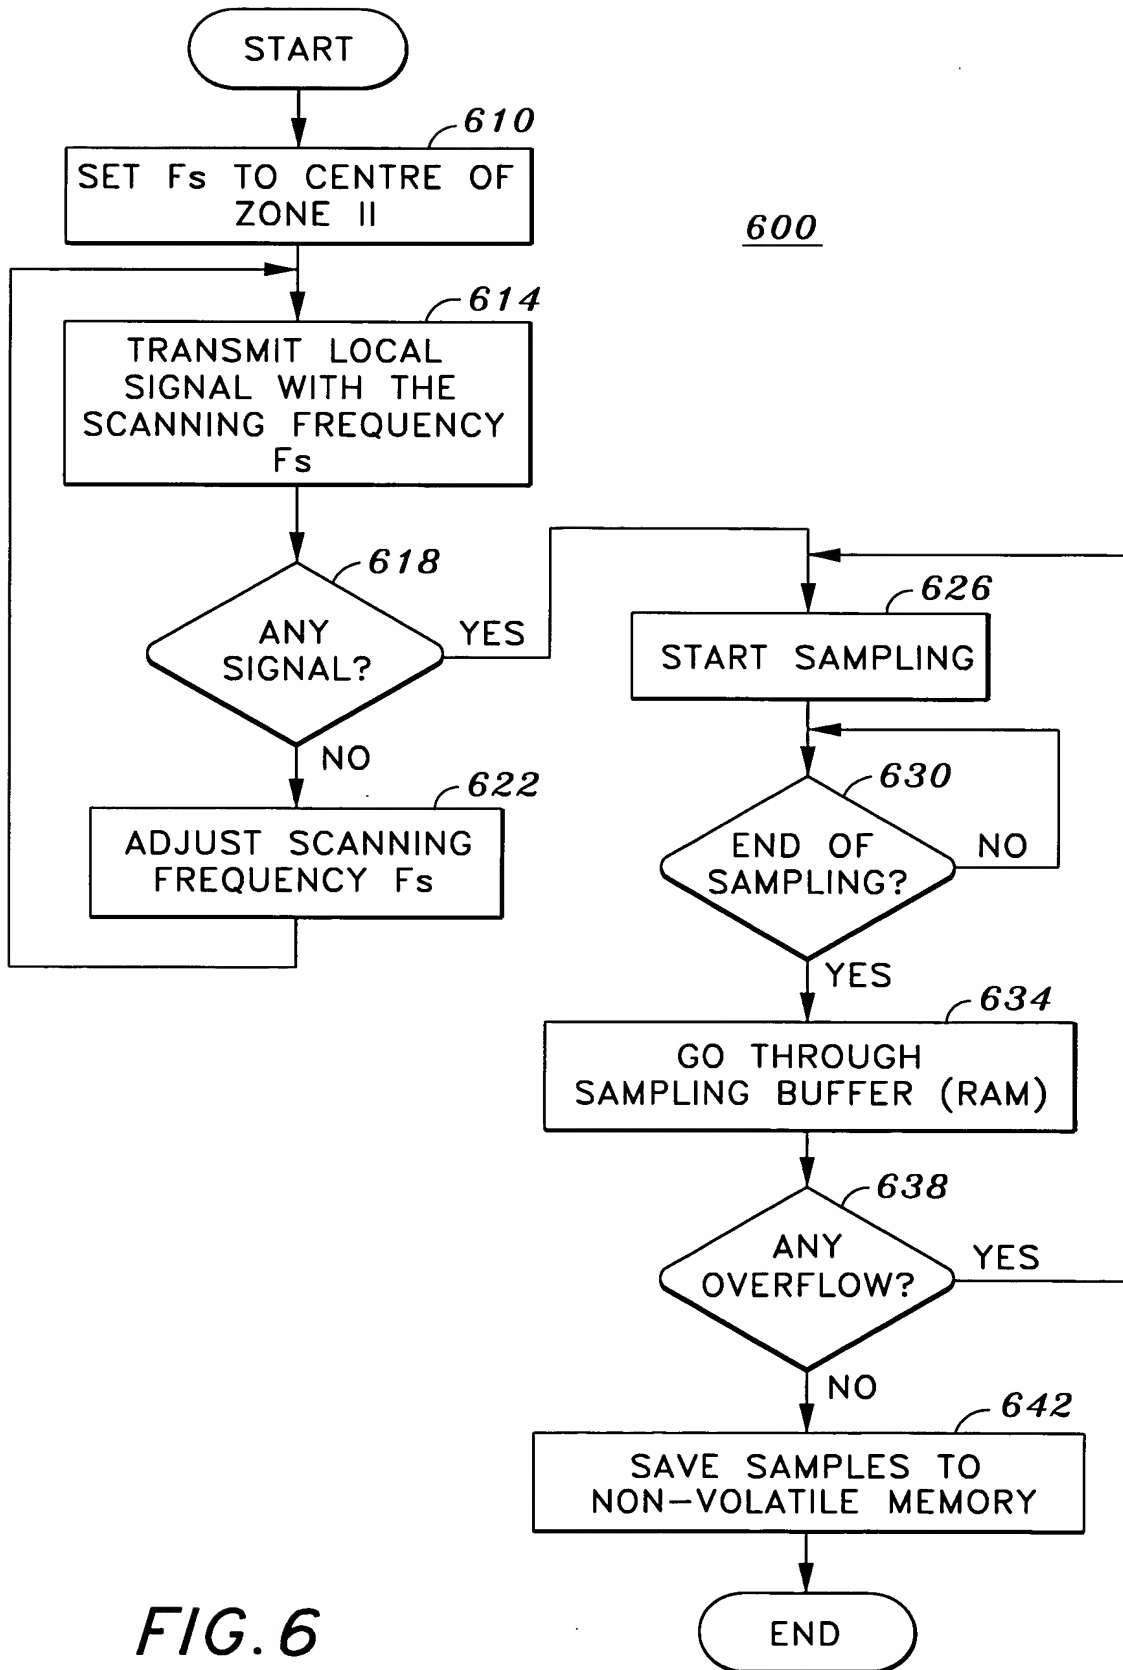 START
610
SET Fs TO CENTRE OF
ZONE II
600
614
TRANSMIT LOCAL
SIGNAL WITH THE
SCANNING FREQUENCY
Fs
618
ANY
SIGNAL?
YES
NO
622
ADJUST SCANNING
FREQUENCY Fs
626
START SAMPLING
630
END OF
SAMPLING?
NO
YES
634
GO THROUGH
SAMPLING BUFFER (RAM)
638
ANY
OVERFLOW?
YES
NO
642
SAVE SAMPLES TO
NON-VOLATILE MEMORY
END
FIG. 6